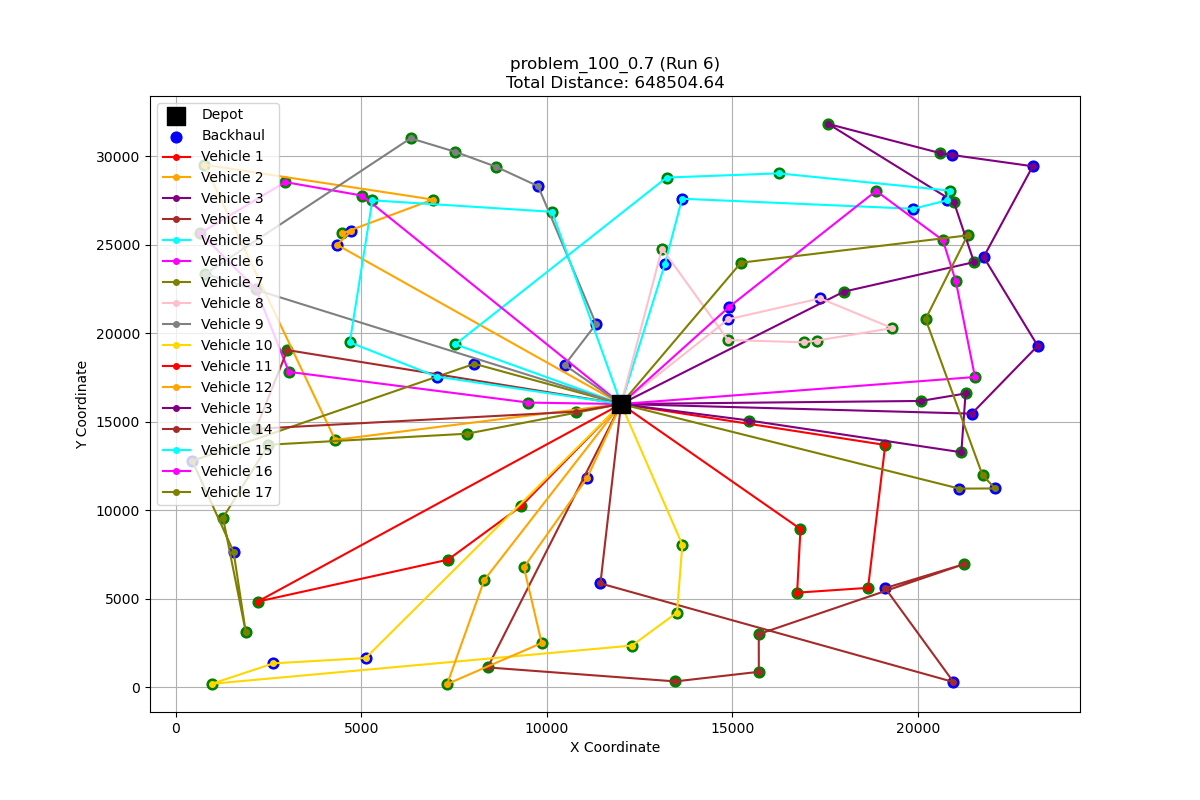 problem_100_0.7 (Run 6)
Total Distance: 648504.64
Depot
Backhaul
Vehicle 1
Vehicle 2
Vehicle 3
Vehicle 4
Vehicle 5
Vehicle 6
Vehicle 7
Vehicle 8
Vehicle 9
Vehicle 10
Vehicle 11
Vehicle 12
Vehicle 13
Vehicle 14
Vehicle 15
Vehicle 16
Vehicle 17
30000
25000
20000
15000
10000
5000
0
Y Coordinate
0 5000 10000 15000 20000
X Coordinate